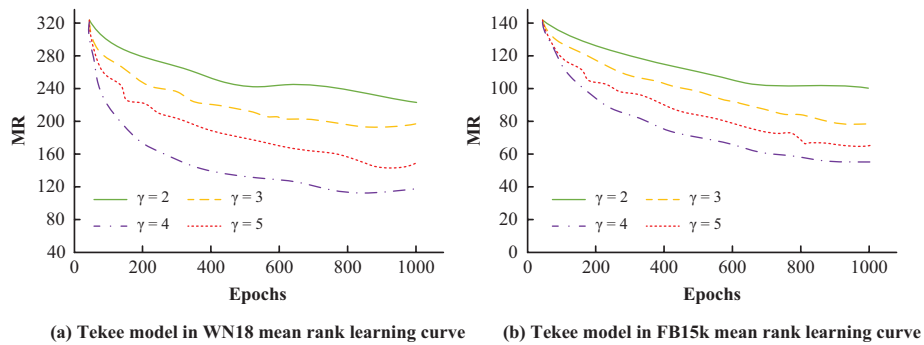 MR
320
280
240
200
160
120
80
40
γ = 2
γ = 3
γ = 4
γ = 5
0
200
400
600
800
1000
Epochs
(a) Tekee model in WN18 mean rank learning curve
MR
140
120
100
80
60
40
20
0
γ = 2
γ = 3
γ = 4
γ = 5
0
200
400
600
800
1000
Epochs
(b) Tekee model in FB15k mean rank learning curve